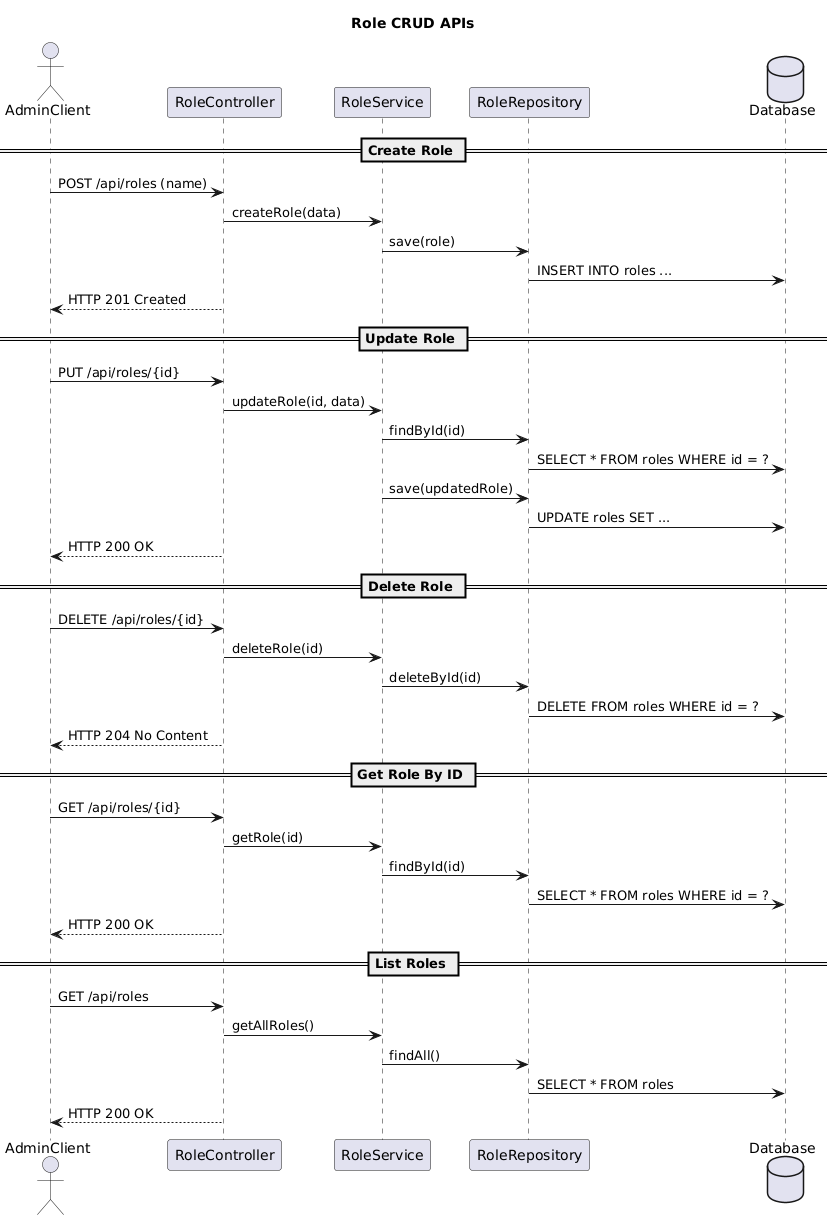 Role CRUD APIs
AdminClient
RoleController
RoleService
RoleRepository
Database
Create Role
POST /api/roles (name)
createRole(data)
save(role)
INSERT INTO roles ...
HTTP 201 Created
Update Role
PUT /api/roles/{id}
updateRole(id, data)
findById(id)
SELECT * FROM roles WHERE id = ?
save(updatedRole)
UPDATE roles SET ...
HTTP 200 OK
Delete Role
DELETE /api/roles/{id}
deleteRole(id)
deleteById(id)
DELETE FROM roles WHERE id = ?
HTTP 204 No Content
Get Role By ID
GET /api/roles/{id}
getRole(id)
findById(id)
SELECT * FROM roles WHERE id = ?
HTTP 200 OK
List Roles
GET /api/roles
getAllRoles()
findAll()
SELECT * FROM roles
HTTP 200 OK
AdminClient
RoleController
RoleService
RoleRepository
Database